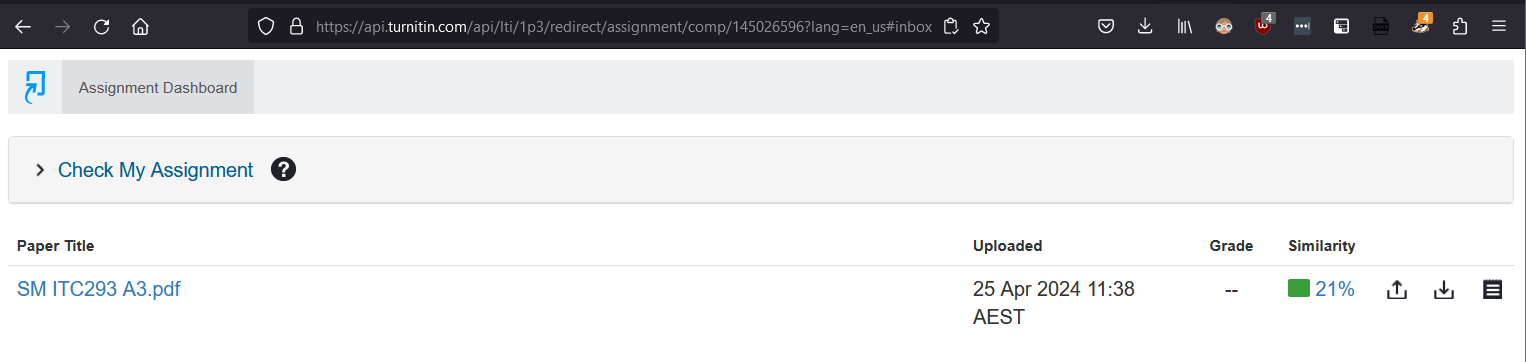 https://api.turnitin.com/api/lti/1p3/redirect/assignment/comp/145026596?lang=en_us#inbox
4
4
Assignment Dashboard
Check My Assignment ?
Paper Title Uploaded Grade Similarity
SM ITC293 A3.pdf 25 Apr 2024 11:38 -- 21%
AEST